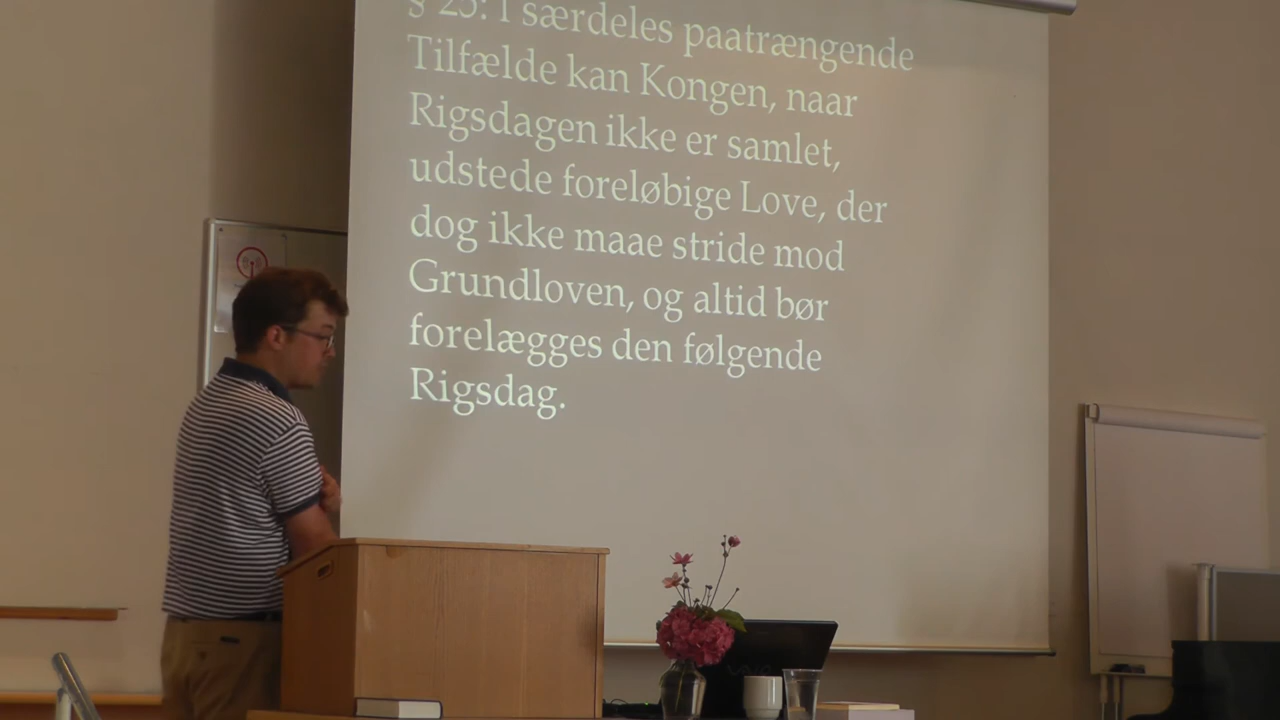 § 25: I særdeles paatrængende
Tilfælde kan Kongen, naar
Rigsdagen ikke er samlet,
udstede foreløbige Love, der
dog ikke maae stride mod
Grundloven, og altid bør
forelægges den følgende
Rigsdag.
VAIO